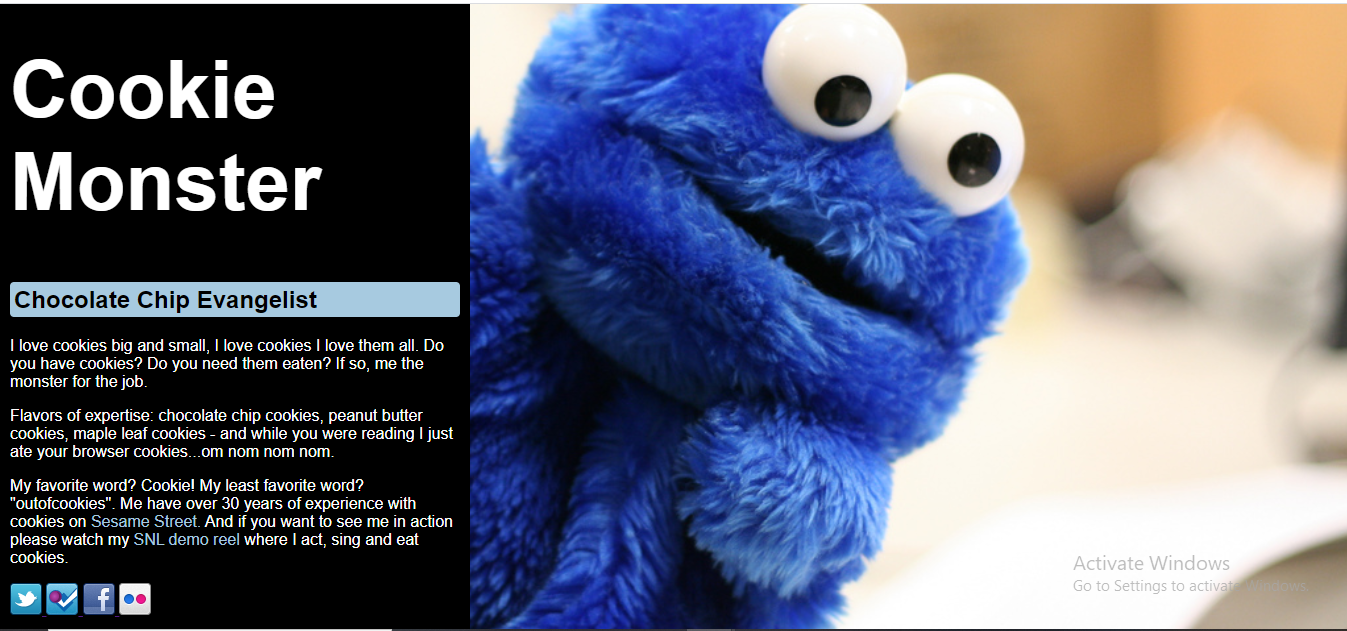 Cookie
Monster
Chocolate Chip Evangelist
I love cookies big and small, I love cookies I love them all. Do
you have cookies? Do you need them eaten? If so, me the
monster for the job.
Flavors of expertise: chocolate chip cookies, peanut butter
cookies, maple leaf cookies - and while you were reading I just
ate your browser cookies...om nom nom nom.
My favorite word? Cookie! My least favorite word?
"outofcookies". Me have over 30 years of experience with
cookies on Sesame Street. And if you want to see me in action
please watch my SNL demo reel where I act, sing and eat
cookies.
Activate Windows
Go to Settings to activate Windows.